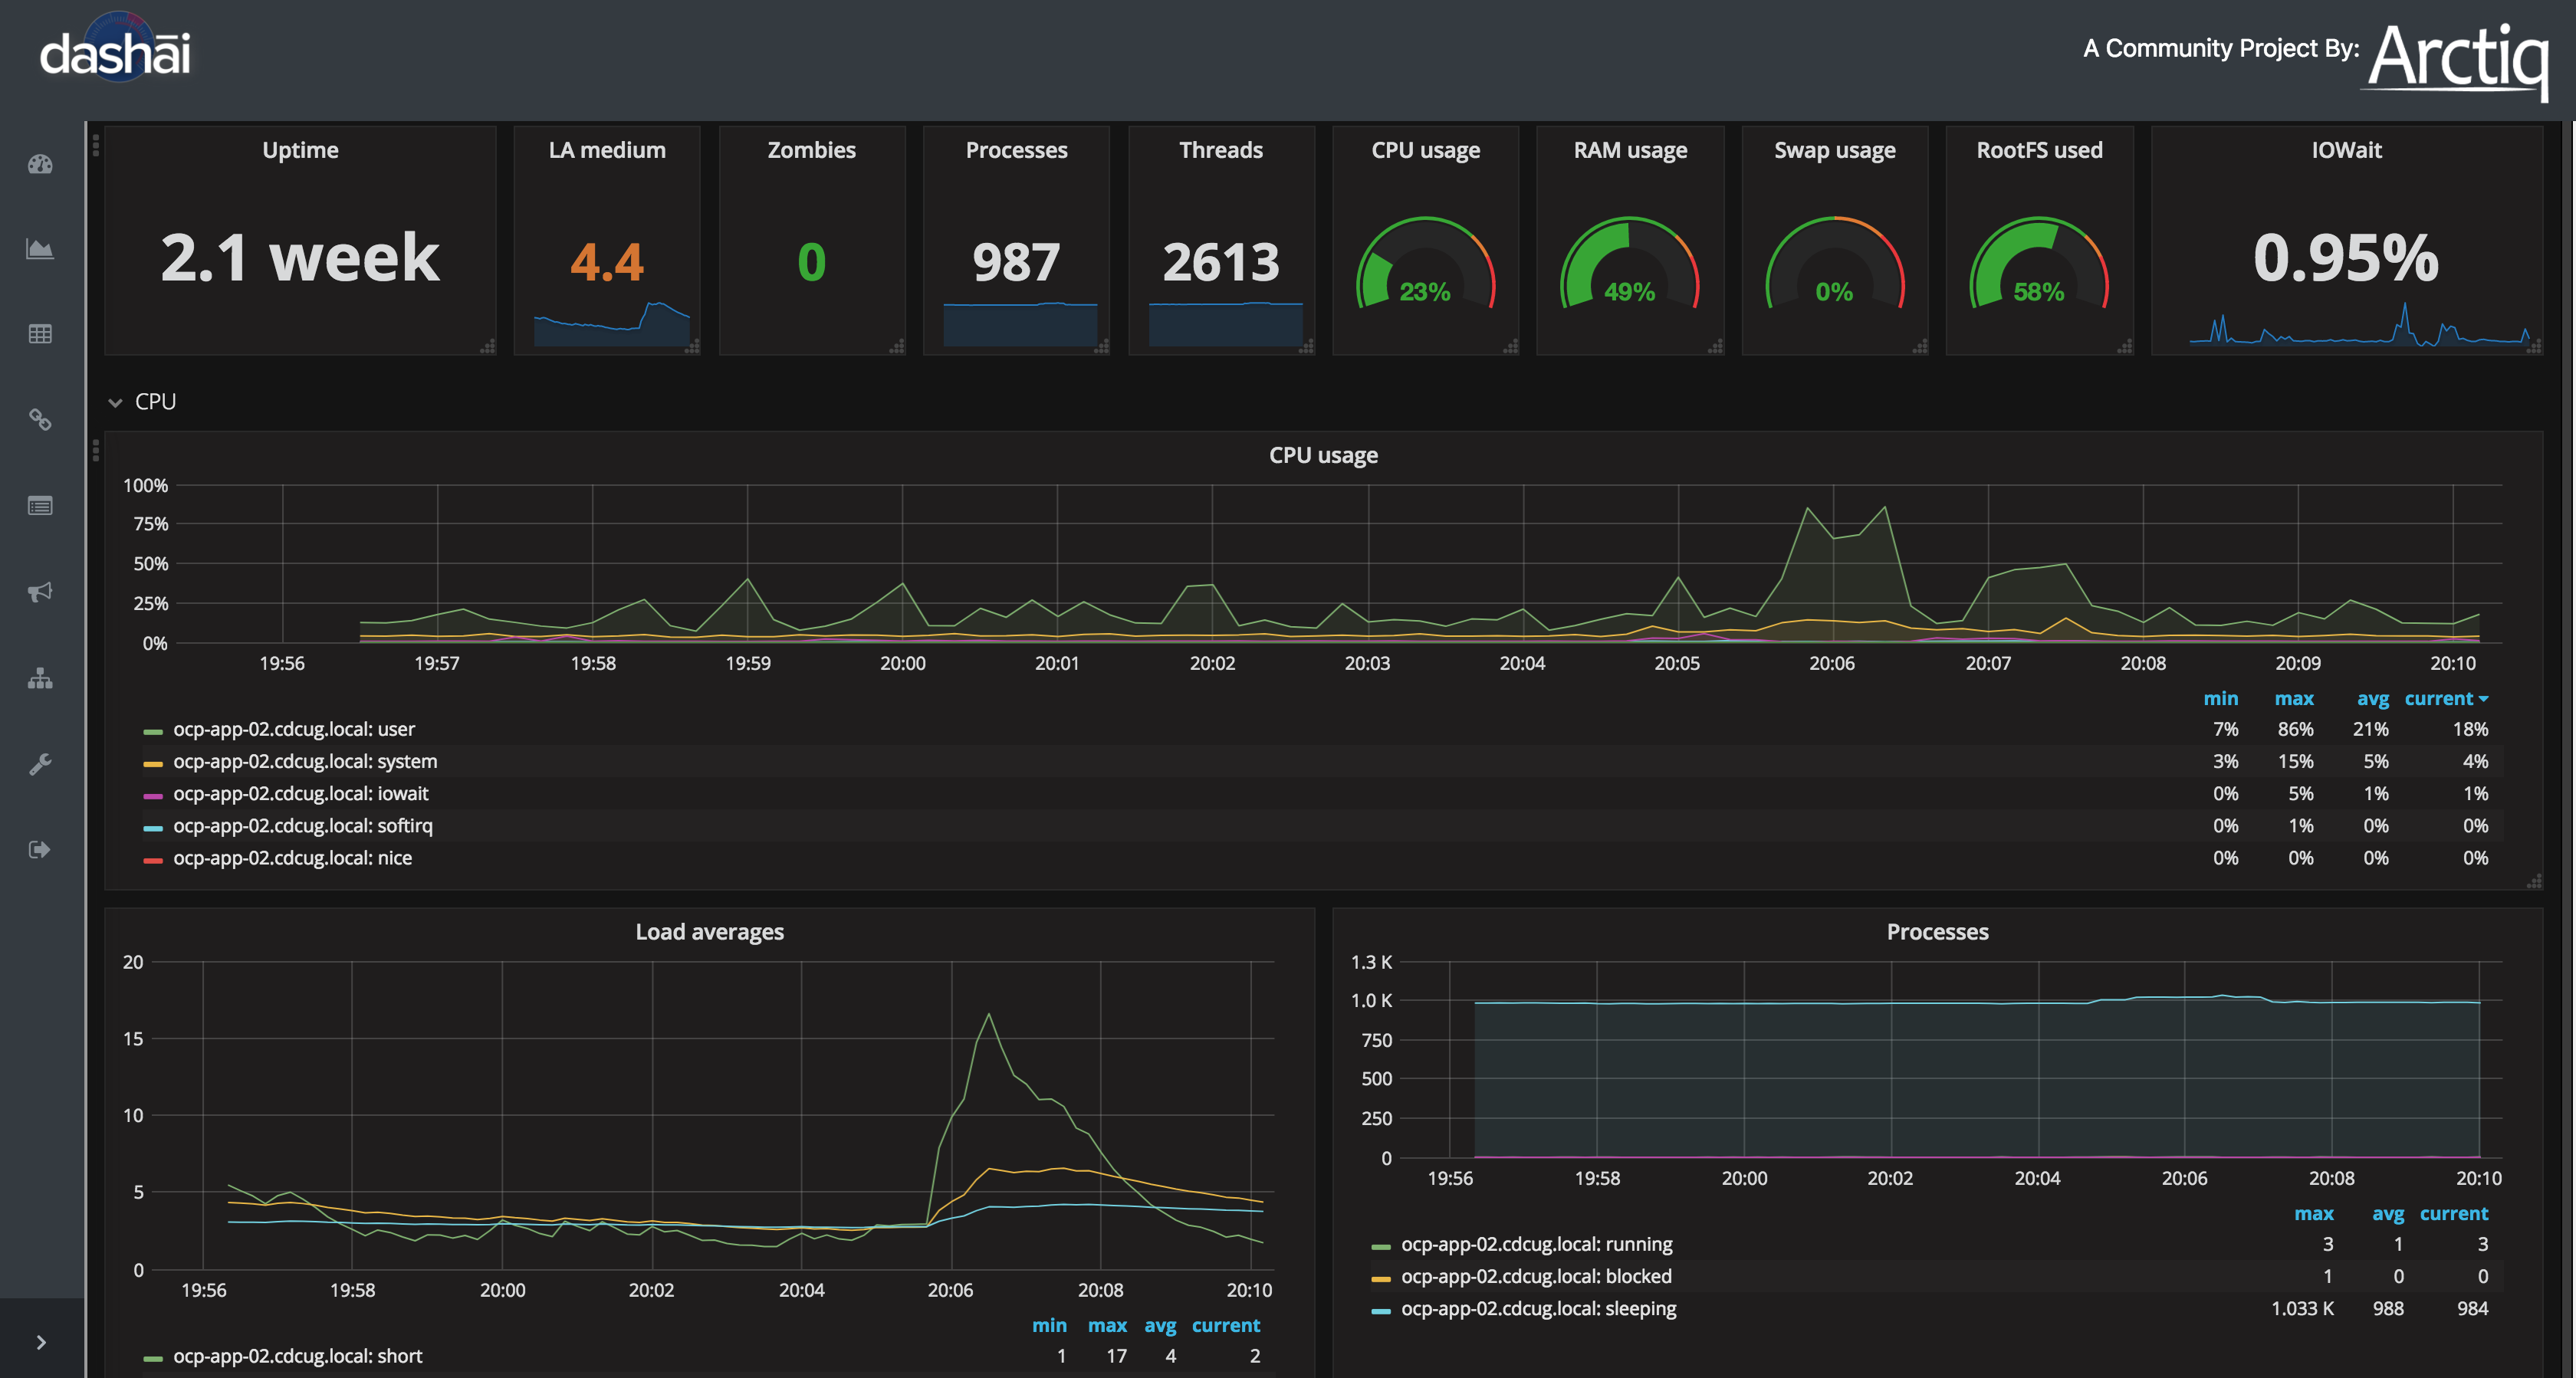 dashāi
A Community Project By: Arctiq
Uptime
2.1 week
LA medium
4.4
Zombies
0
Processes
987
Threads
2613
CPU usage
23%
RAM usage
49%
Swap usage
0%
RootFS used
58%
IOWait
0.95%
CPU
CPU usage
100%
75%
50%
25%
0%
19:56 19:57 19:58 19:59 20:00 20:01 20:02 20:03 20:04 20:05 20:06 20:07 20:08 20:09 20:10
min max avg current
ocp-app-02.cdcug.local: user 7% 86% 21% 18%
ocp-app-02.cdcug.local: system 3% 15% 5% 4%
ocp-app-02.cdcug.local: iowait 0% 5% 1% 1%
ocp-app-02.cdcug.local: softirq 0% 1% 0% 0%
ocp-app-02.cdcug.local: nice 0% 0% 0% 0%
Load averages
20
15
10
5
0
19:56 19:58 20:00 20:02 20:04 20:06 20:08 20:10
min max avg current
ocp-app-02.cdcug.local: short 1 17 4 2
Processes
1.3 K
1.0 K
750
500
250
0
19:56 19:58 20:00 20:02 20:04 20:06 20:08 20:10
max avg current
ocp-app-02.cdcug.local: running 3 1 3
ocp-app-02.cdcug.local: blocked 1 0 0
ocp-app-02.cdcug.local: sleeping 1.033 K 988 984